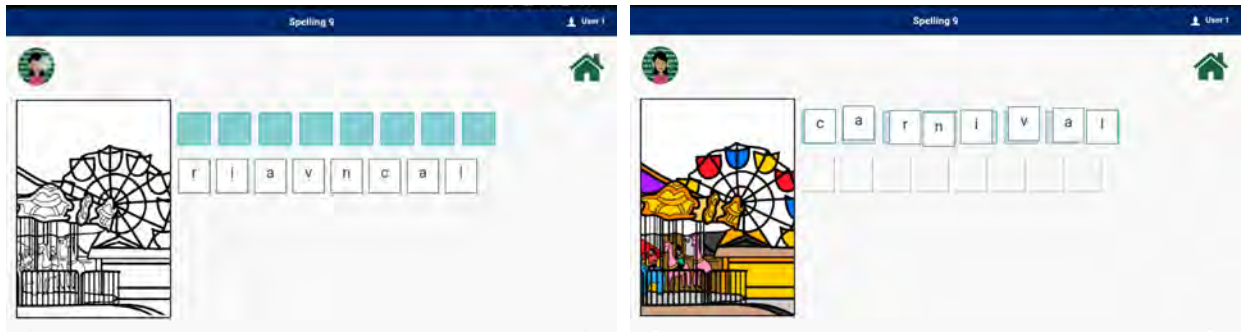 Spelling 9
User 1
r i a v n c a l
Spelling 9
User 1
c a r n i v a l